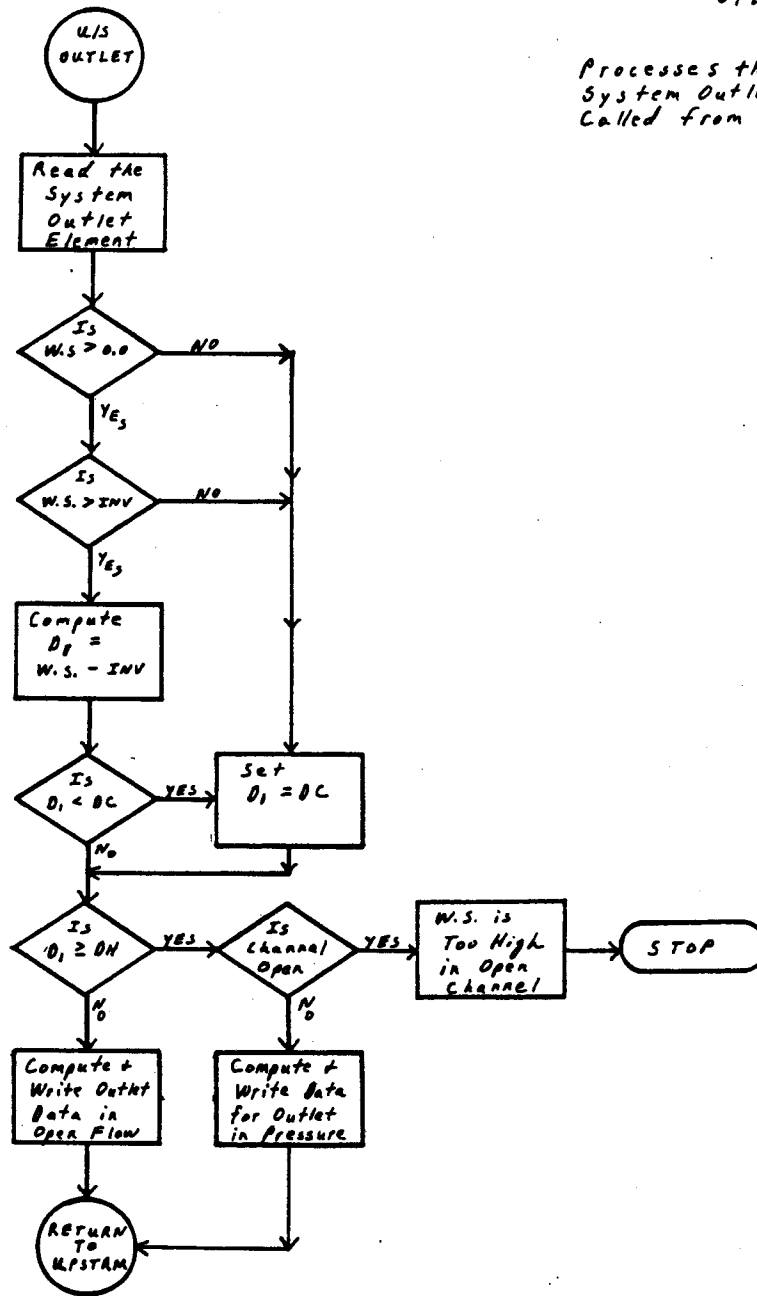 U/S
OUTLET
Processes
System
Called from
Read the
System
Outlet
Element
Is
W.S > 0.0
NO
YES
Is
W.S. > INV
NO
YES
Compute
D1 =
W.S. - INV
Is
D1 < DC
YES
Set
D1 = DC
NO
Is
D1 ≥ DH
YES
Is
Channel
Open
YES
W.S. is
Too High
in Open
Channel
STOP
NO
NO
Compute +
Write Outlet
Data in
Open Flow
Compute +
Write Data
for Outlet
in Pressure
RETURN
TO
UPSTRM